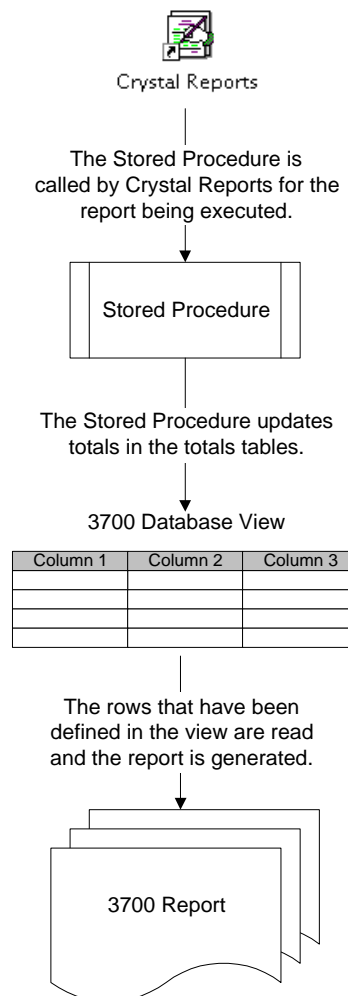 Crystal Reports
The Stored Procedure is
called by Crystal Reports for the
report being executed.
Stored Procedure
The Stored Procedure updates
totals in the totals tables.
3700 Database View
Column 1 Column 2 Column 3
The rows that have been
defined in the view are read
and the report is generated.
3700 Report